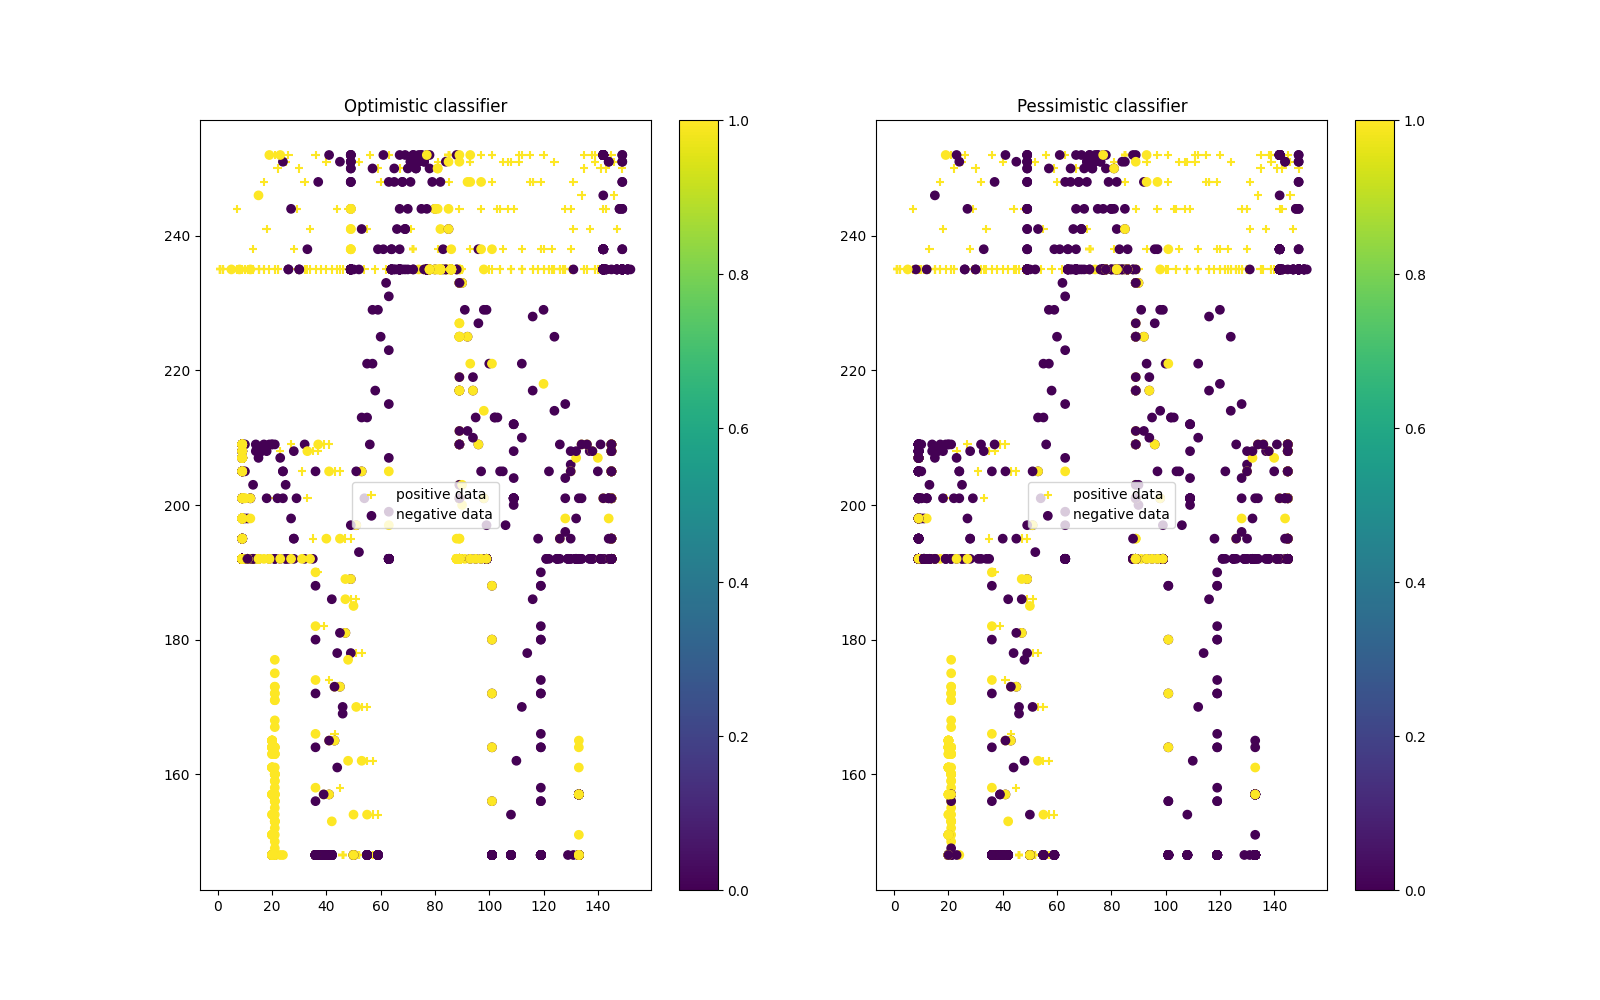 Optimistic classifier
240
220
200
180
160
0 20 40 60 80 100 120 140
positive data
negative data
1.0
0.8
0.6
0.4
0.2
0.0
Pessimistic classifier
240
220
200
180
160
0 20 40 60 80 100 120 140
positive data
negative data
1.0
0.8
0.6
0.4
0.2
0.0